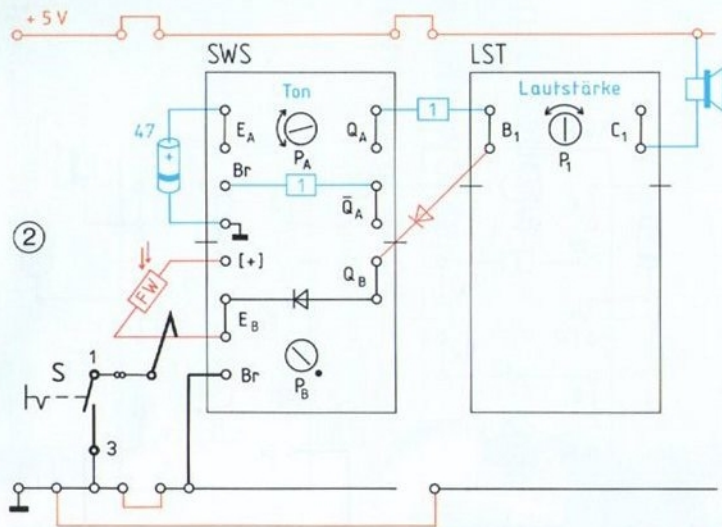 + 5 V
SWS
LST
Ton
Lautstärke
47
+
E_A
P_A
Q_A
1
B_1
P_1
C_1
Br
1
Q̄_A
②
[+]
FW
Q_B
E_B
S
1
Br
P_B
3